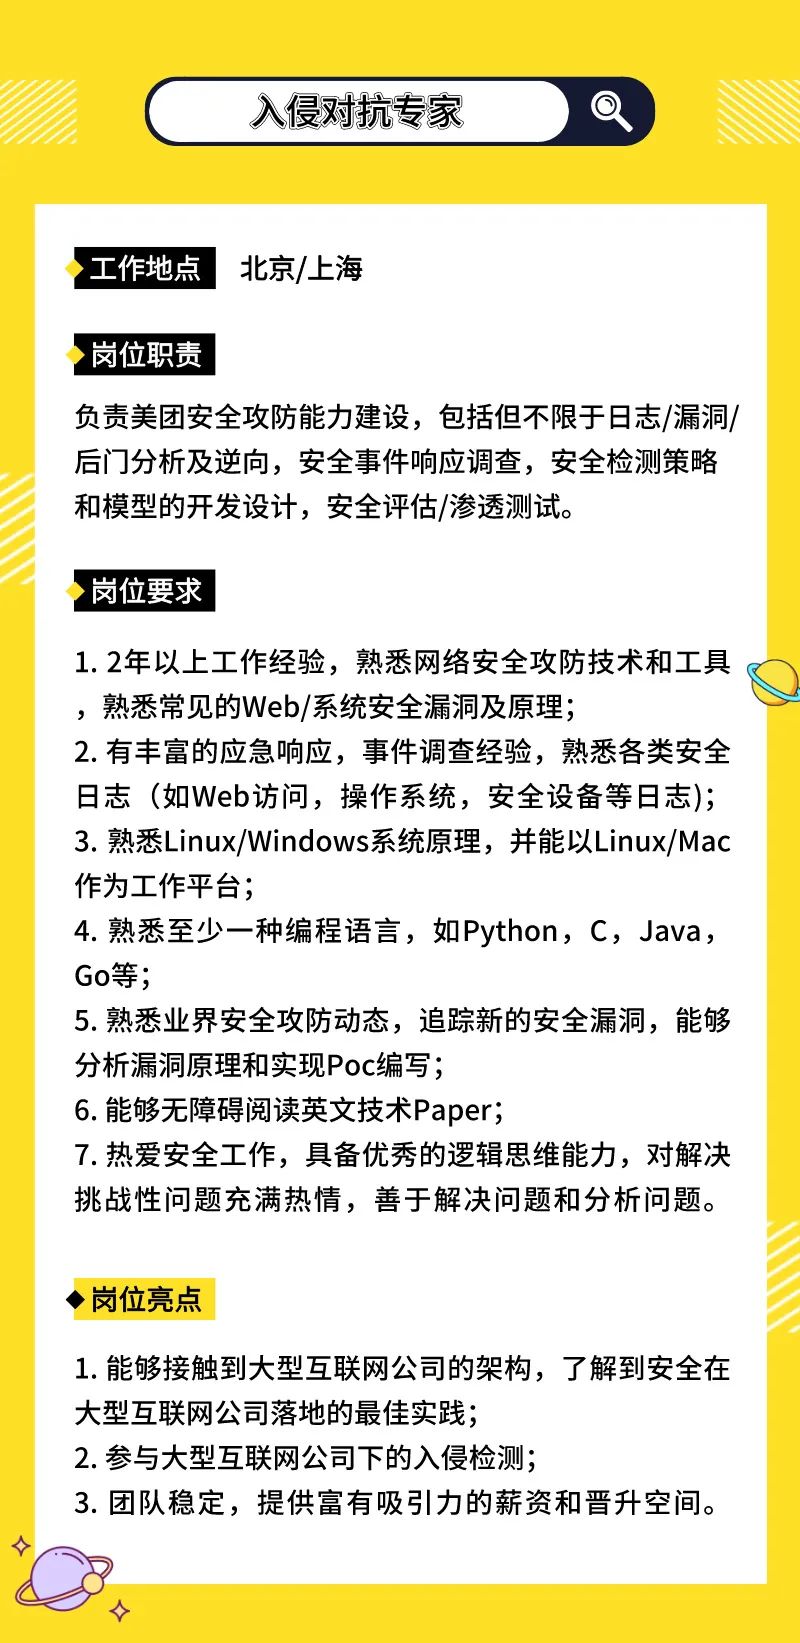 入侵对抗专家
工作地点 北京/上海
岗位职责
负责美团安全攻防能力建设，包括但不限于日志/漏洞/
后门分析及逆向，安全事件响应调查，安全检测策略
和模型的开发设计，安全评估/渗透测试。
岗位要求
1. 2年以上工作经验，熟悉网络安全攻防技术和工具
，熟悉常见的Web/系统安全漏洞及原理；
2. 有丰富的应急响应，事件调查经验，熟悉各类安全
日志（如Web访问，操作系统，安全设备等日志)；
3. 熟悉Linux/Windows系统原理，并能以Linux/Mac
作为工作平台；
4. 熟悉至少一种编程语言，如Python，C，Java，
Go等；
5. 熟悉业界安全攻防动态，追踪新的安全漏洞，能够
分析漏洞原理和实现Poc编写；
6. 能够无障碍阅读英文技术Paper；
7. 热爱安全工作，具备优秀的逻辑思维能力，对解决
挑战性问题充满热情，善于解决问题和分析问题。
岗位亮点
1. 能够接触到大型互联网公司的架构，了解到安全在
大型互联网公司落地的最佳实践；
2. 参与大型互联网公司下的入侵检测；
3. 团队稳定，提供富有吸引力的薪资和晋升空间。